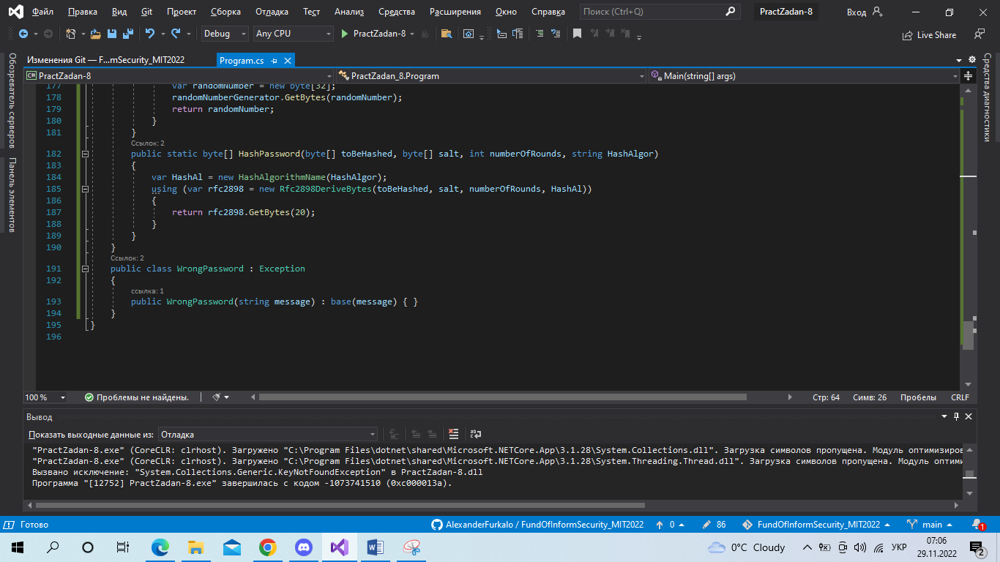 Файл Правка Вид Git Проект Сборка Отладка Тест Анализ Средства Расширения Окно Справка Поиск (Ctrl+Q) PractZadan-8 Вход
Debug Any CPU PractZadan-8 Live Share
Обозреватель серверов
Панель элементов
Средства диагностики
Изменения Git — F...mSecurity_MIT2022 Program.cs
C# PractZadan-8 PractZadan_8.Program Main(string[] args)
177 var randomNumber = new byte[32];
178 randomNumberGenerator.GetBytes(randomNumber);
179 return randomNumber;
180 }
181 }
Ссылок: 2
182 public static byte[] HashPassword(byte[] toBeHashed, byte[] salt, int numberOfRounds, string HashAlgor)
183 {
184 var HashAl = new HashAlgorithmName(HashAlgor);
185 using (var rfc2898 = new Rfc2898DeriveBytes(toBeHashed, salt, numberOfRounds, HashAl))
186 {
187 return rfc2898.GetBytes(20);
188 }
189 }
190 }
Ссылок: 2
191 public class WrongPassword : Exception
192 {
ссылка: 1
193 public WrongPassword(string message) : base(message) { }
194 }
195 }
196
100 % Проблемы не найдены. Стр: 64 Симв: 26 Пробелы CRLF
Вывод
Показать выходные данные из: Отладка
"PractZadan-8.exe" (CoreCLR: clrhost). Загружено "C:\Program Files\dotnet\shared\Microsoft.NETCore.App\3.1.28\System.Collections.dll". Загрузка символов пропущена. Модуль оптимизиров
"PractZadan-8.exe" (CoreCLR: clrhost). Загружено "C:\Program Files\dotnet\shared\Microsoft.NETCore.App\3.1.28\System.Threading.Thread.dll". Загрузка символов пропущена. Модуль оптими
Вызвано исключение: "System.Collections.Generic.KeyNotFoundException" в PractZadan-8.dll
Программа "[12752] PractZadan-8.exe" завершилась с кодом -1073741510 (0xc000013a).
Готово AlexanderFurkalo / FundOfInformSecurity_MIT2022 0 86 FundOfInformSecurity_MIT2022 main 1
0°C Cloudy УКР 07:06 2
29.11.2022